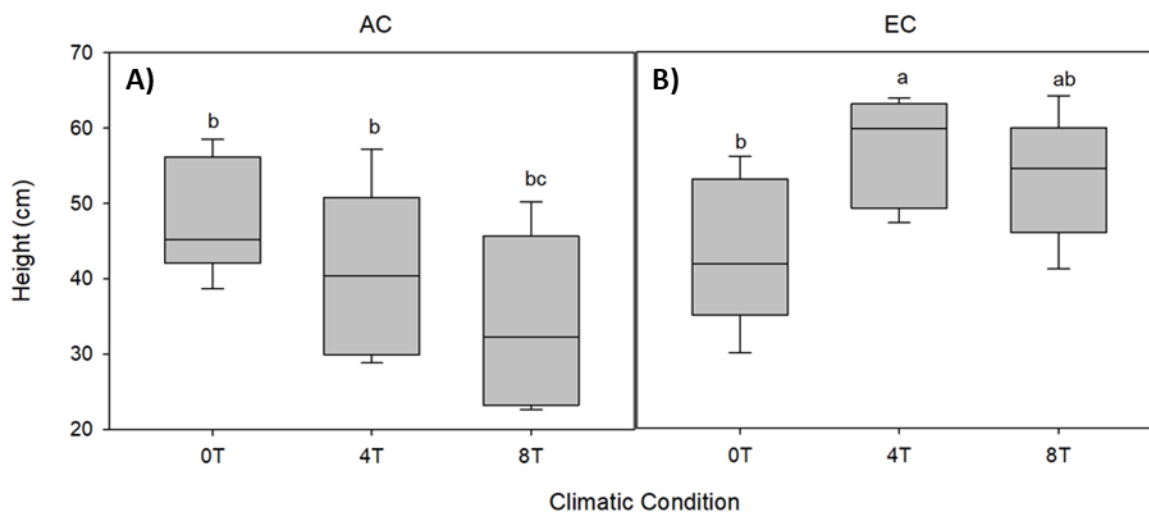 AC EC
70
60
50
40
30
20
Height (cm)
A) B)
b b bc b a ab
0T 4T 8T 0T 4T 8T
Climatic Condition